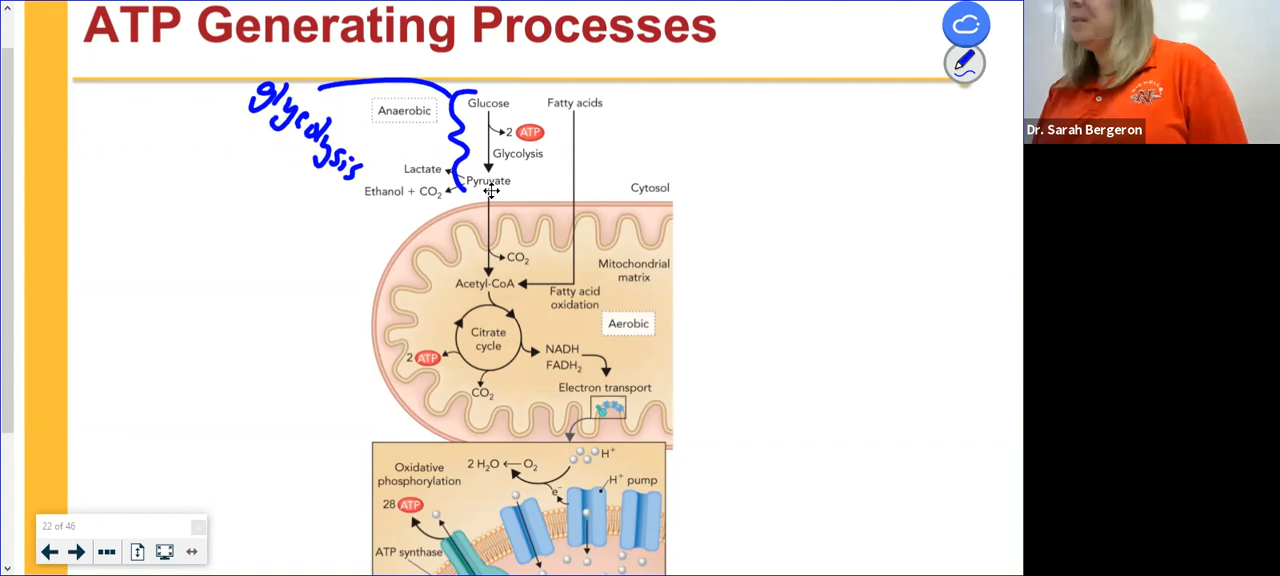 ATP Generating Processes
glycolysis
Anaerobic
Glucose
Fatty acids
2 ATP
Glycolysis
Lactate
Pyruvate
Ethanol + CO₂
Cytosol
CO₂
Mitochondrial
matrix
Acetyl-CoA
Fatty acid
oxidation
Aerobic
Citrate
cycle
NADH
FADH₂
2 ATP
Electron transport
CO₂
H⁺
Oxidative
phosphorylation
2 H₂O
O₂
H⁺ pump
e⁻
28 ATP
ATP synthase
22 of 46
Dr. Sarah Bergeron
N